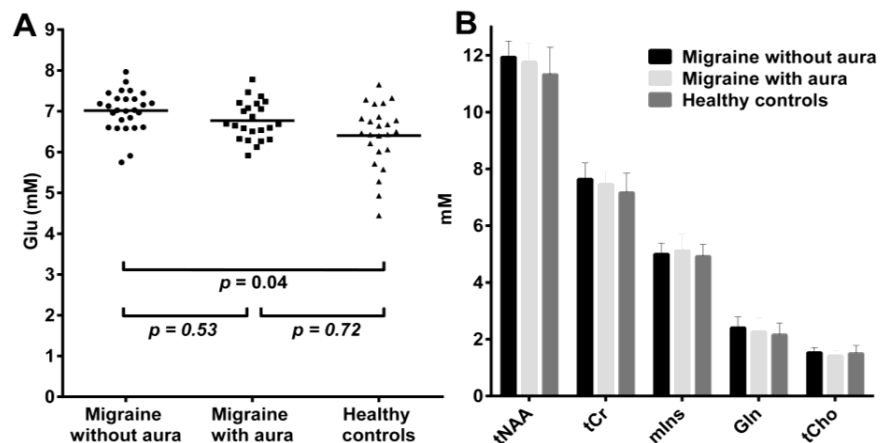 A
9
8
7
6
5
4
3
2
1
0
Glu (mM)
p = 0.04
p = 0.53
p = 0.72
Migraine
without aura
Migraine
with aura
Healthy
controls
B
Migraine without aura
Migraine with aura
Healthy controls
12
10
8
6
4
2
0
mM
tNAA
tCr
mIns
Gln
tCho